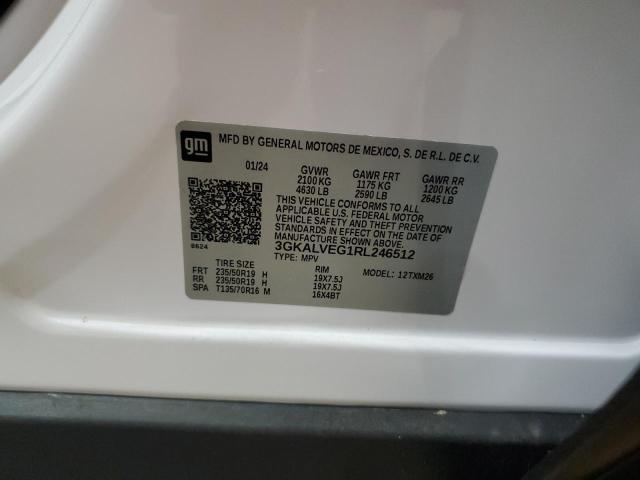 gm
MFD BY GENERAL MOTORS DE MEXICO, S. DE R.L. DE C.V.
01/24 GVWR GAWR FRT GAWR RR
2100 KG 1175 KG 1200 KG
4630 LB 2590 LB 2645 LB
THIS VEHICLE CONFORMS TO ALL
APPLICABLE U.S. FEDERAL MOTOR
VEHICLE SAFETY AND THEFT PREVENTION
STANDARDS IN EFFECT ON THE DATE OF
MANUFACTURE SHOWN ABOVE.
0624
3GKALVEG1RL246512
TYPE: MPV MODEL: 12TXM26
TIRE SIZE RIM
FRT 235/50R19 H 19X7.5J
RR 235/50R19 H 19X7.5J
SPA T135/70R16 M 16X4BT